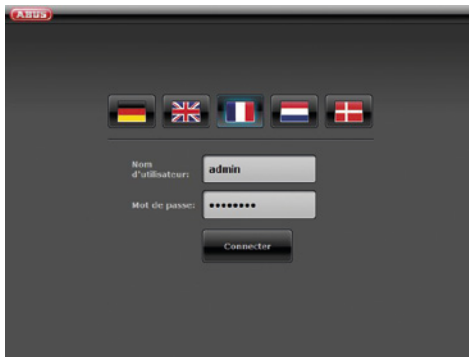 ABUS
Nom
d'utilisateur:
admin
Mot de passe:
••••••••
Connecter